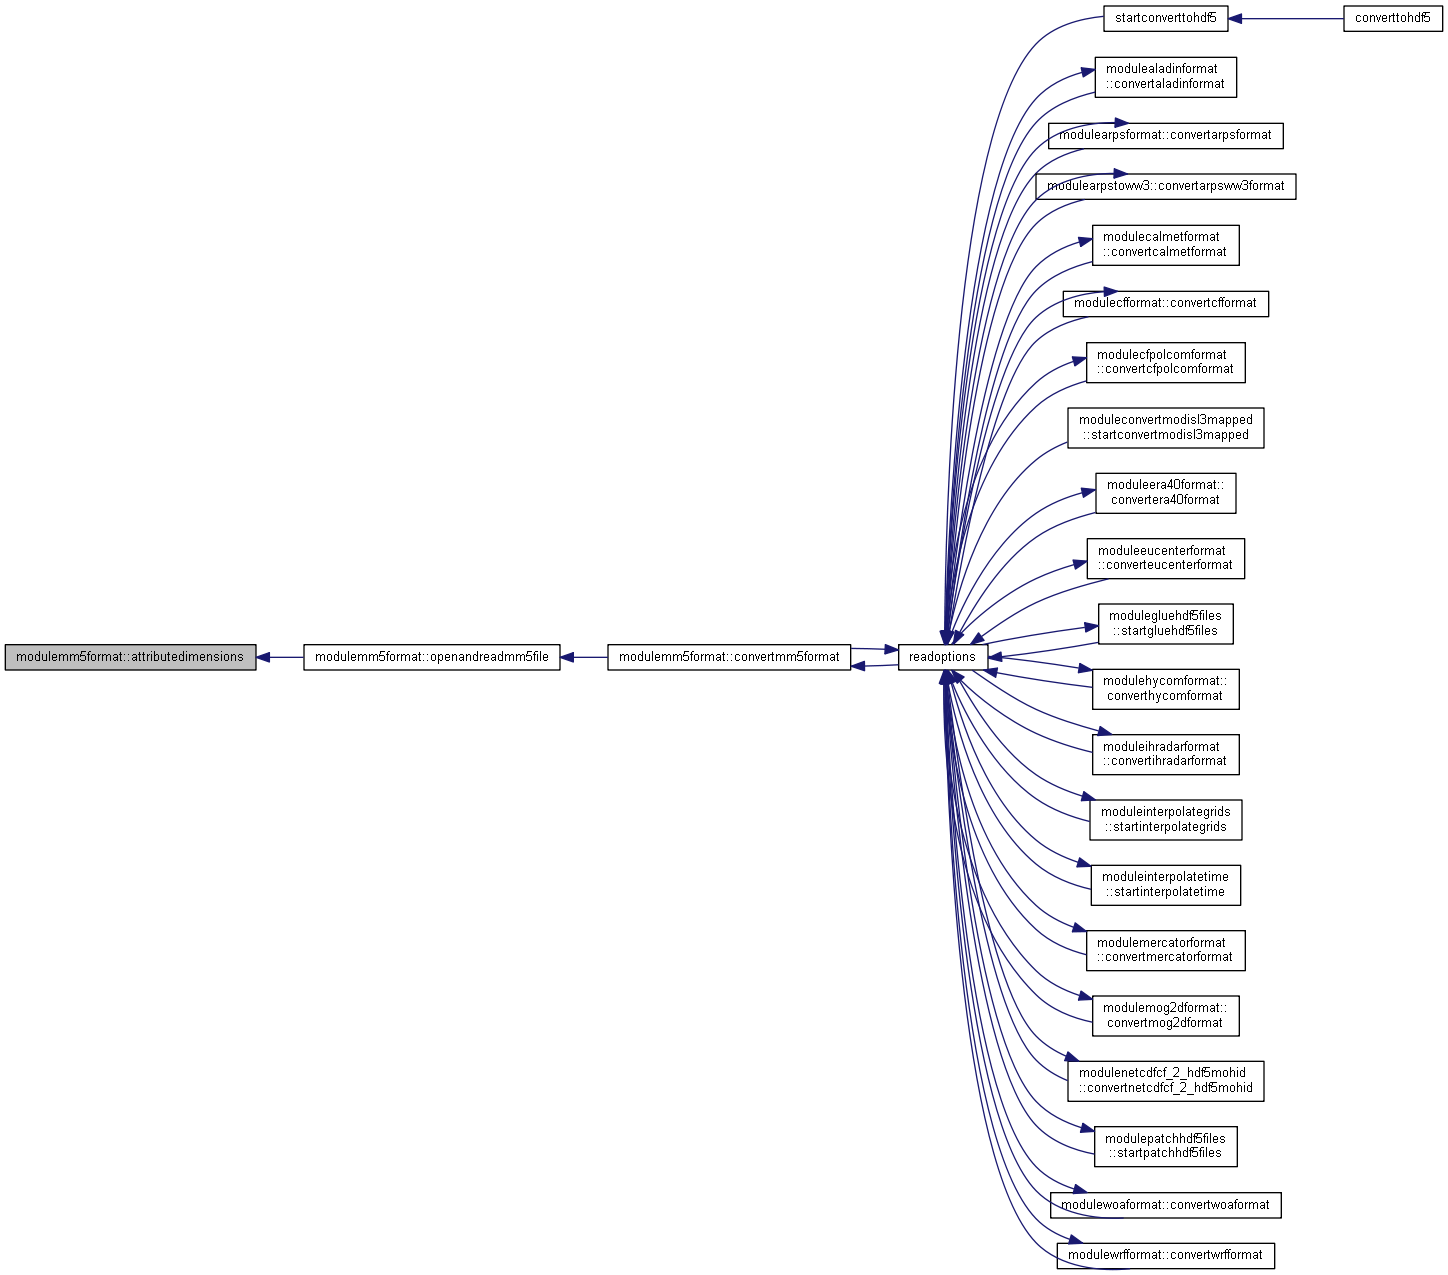 startconverttohdf5
converttohdf5
modulealadinformat
::convertaladinformat
modulearpsformat::convertarpsformat
modulearpstoww3::convertarpsww3format
modulecalmetformat
::convertcalmetformat
modulecfformat::convertcfformat
modulecfpolcomformat
::convertcfpolcomformat
moduleconvertmodisl3mapped
::startconvertmodisl3mapped
moduleera40format::
convertera40format
moduleeucenterformat
::converteucenterformat
modulegluehdf5files
::startgluehdf5files
modulemm5format::attributedimensions
modulemm5format::openandreadmm5file
modulemm5format::convertmm5format
readoptions
modulehycomformat::
converthycomformat
moduleihradarformat
::convertihradarformat
moduleinterpolategrids
::startinterpolategrids
moduleinterpolatetime
::startinterpolatetime
modulemercatorformat
::convertmercatorformat
modulemog2dformat::
convertmog2dformat
modulenetcdfcf_2_hdf5mohid
::convertnetcdfcf_2_hdf5mohid
modulepatchhdf5files
::startpatchhdf5files
modulewoaformat::convertwoaformat
modulewrfformat::convertwrfformat